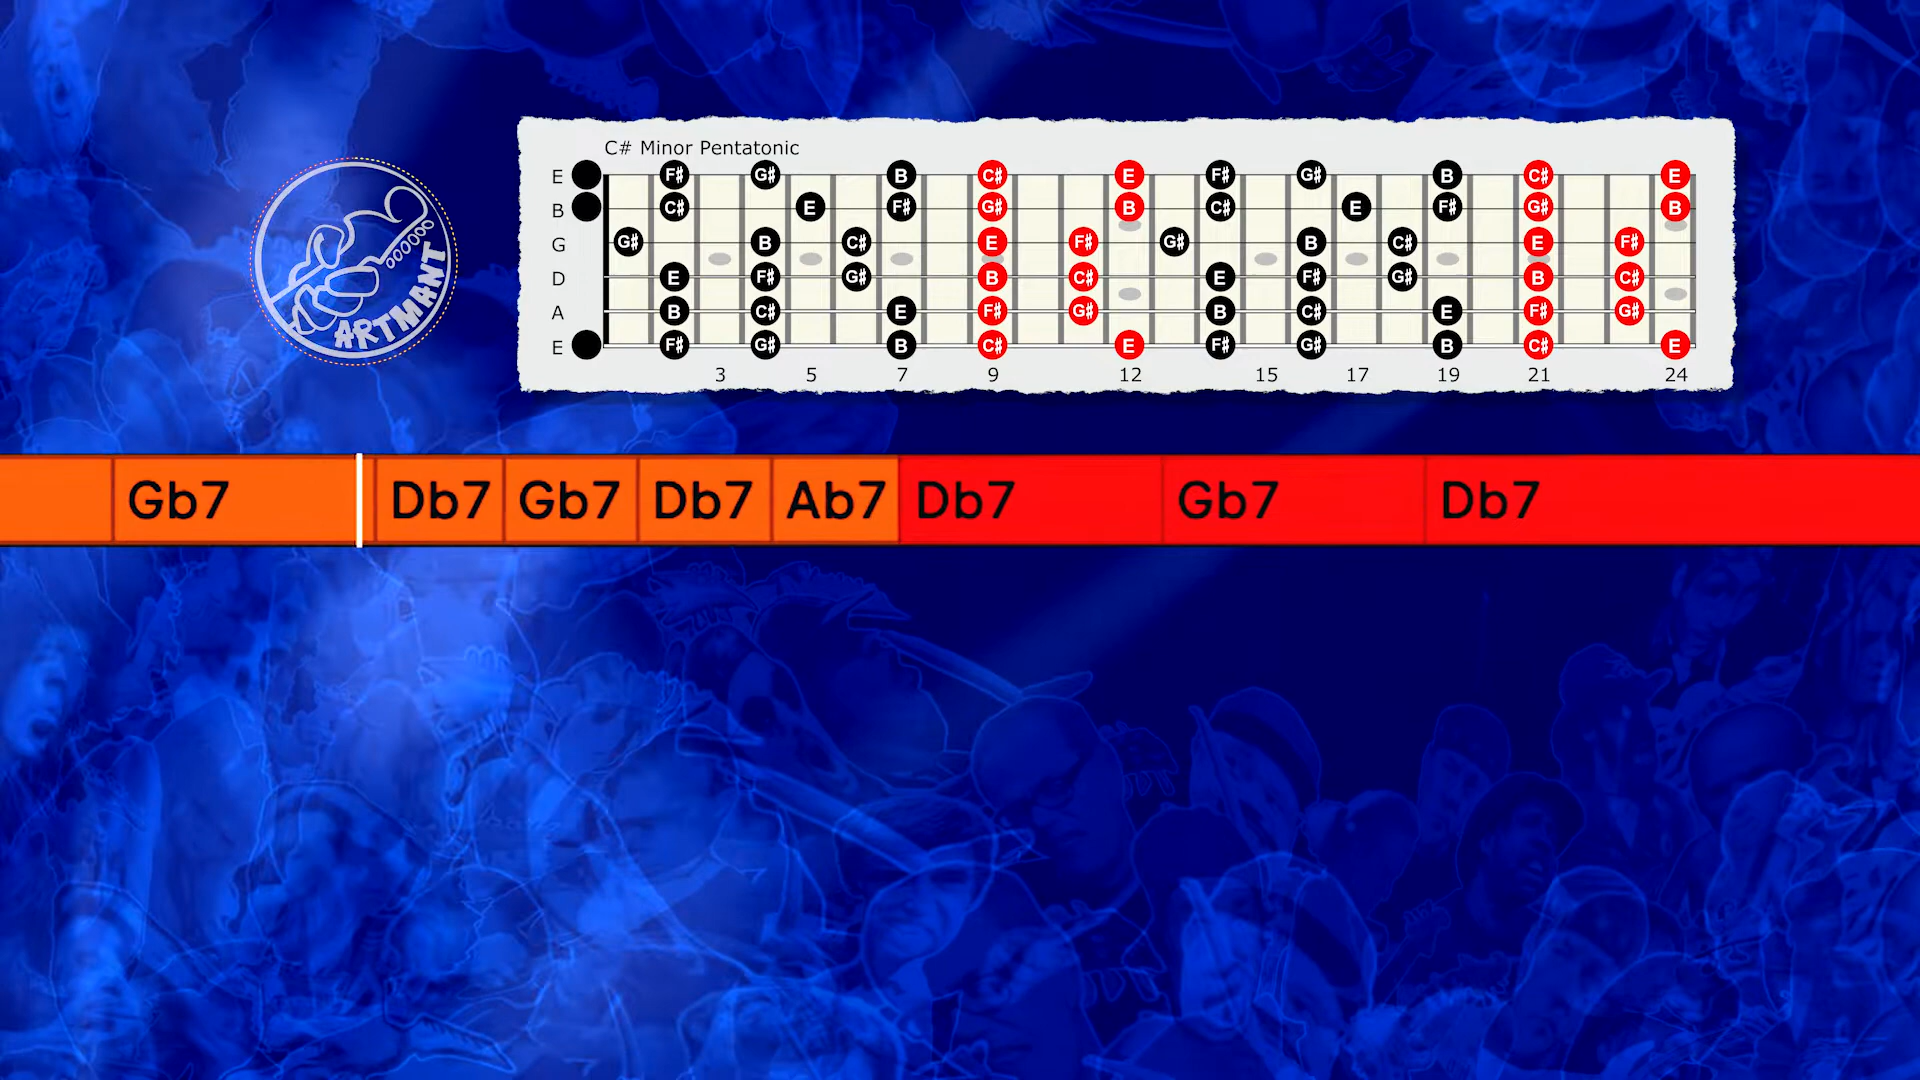 C# Minor Pentatonic
E F# G# B C# E F# G# B C# E
B C# E F# G# B C# E F# G# B
G G# B C# E F# G# B C# E F#
D E F# G# B C# E F# G# B C#
A B C# E F# G# B C# E F# G#
E F# G# B C# E F# G# B C# E
3 5 7 9 12 15 17 19 21 24
ARTMANT
Gb7 Db7 Gb7 Db7 Ab7 Db7 Gb7 Db7